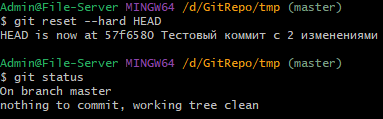 Admin@File-Server MINGW64 /d/GitRepo/tmp (master)
$ git reset --hard HEAD
HEAD is now at 57f6580 Тестовый коммит с 2 изменениями
Admin@File-Server MINGW64 /d/GitRepo/tmp (master)
$ git status
On branch master
nothing to commit, working tree clean